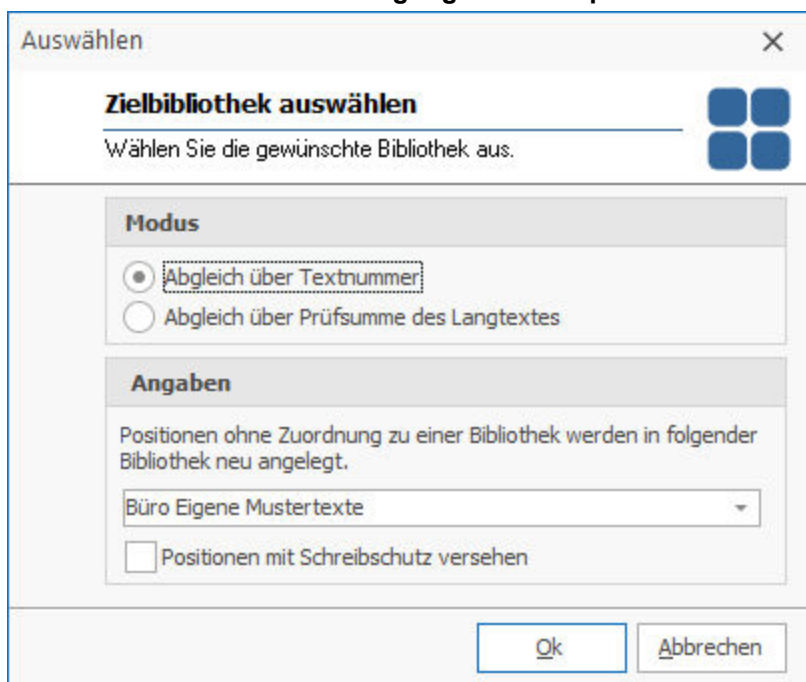 Auswählen
Zielbibliothek auswählen
Wählen Sie die gewünschte Bibliothek aus.
Modus
Abgleich über Textnummer
Abgleich über Prüfsumme des Langtextes
Angaben
Positionen ohne Zuordnung zu einer Bibliothek werden in folgender
Bibliothek neu angelegt.
Büro Eigene Mustertexte
Positionen mit Schreibschutz versehen
Ok
Abbrechen